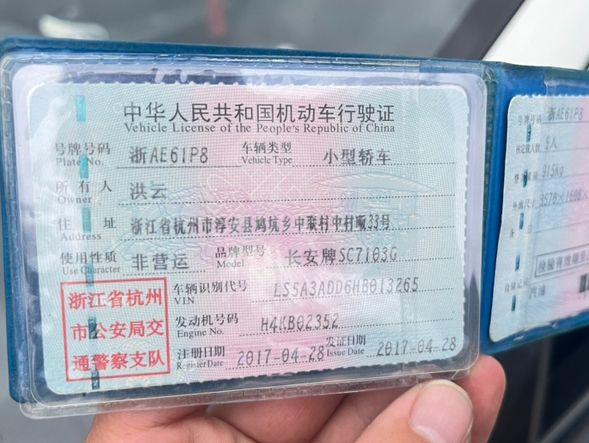 中华人民共和国机动车行驶证
Vehicle License of the People's Republic of China
号牌号码 浙AE61P8 车辆类型 小型轿车
Plate No. Vehicle Type
所有人 洪云
Owner
住址 浙江省杭州市淳安县鸠坑乡中联村中村顺33号
Address
使用性质 非营运 品牌型号 长安牌SC7103G
Use Character Model
浙江省杭州
市公安局交
通警察支队
车辆识别代号 LS5A3ADD6HB013265
VIN
发动机号码 H4KB02352
Engine No.
注册日期 2017-04-28 发证日期 2017-04-28
Register Date Issue Date
号牌号码 浙AE61P8
5人
915kg
汽油